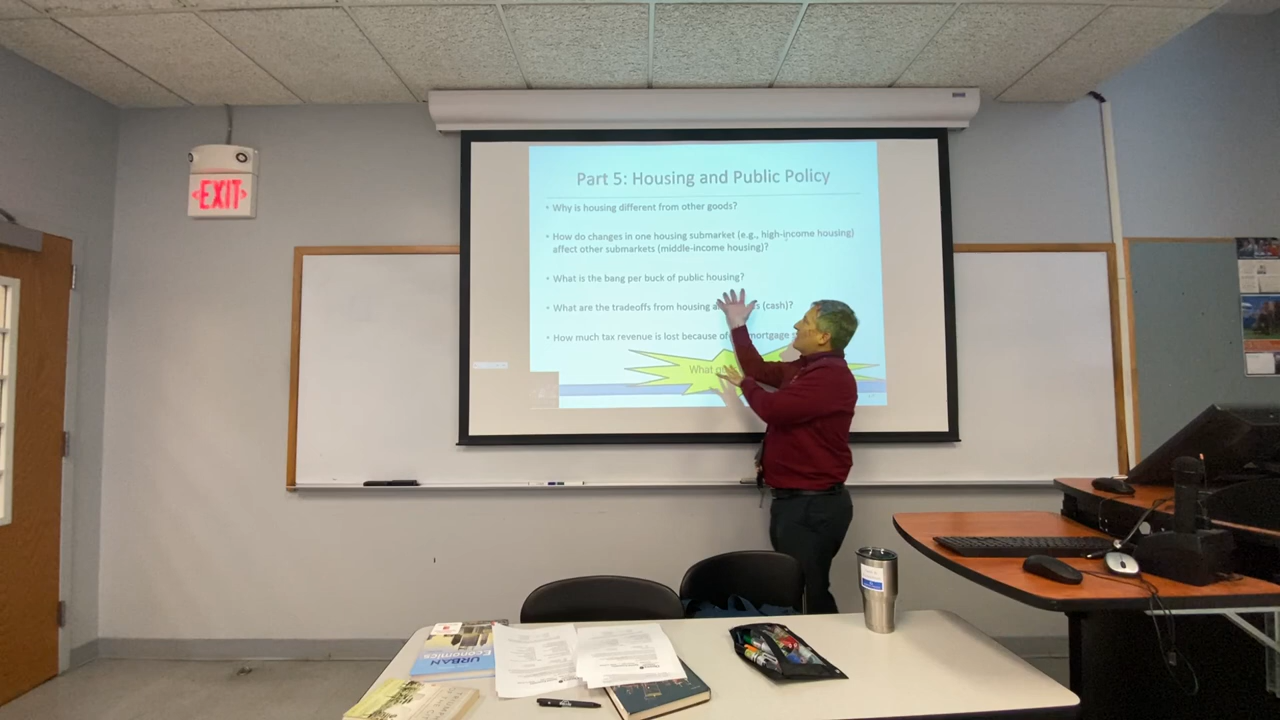 EXIT
Part 5: Housing and Public Policy
• Why is housing different from other goods?
• How do changes in one housing submarket (e.g., high-income housing)
affect other submarkets (middle-income housing)?
• What is the bang per buck of public housing?
• What are the tradeoffs from housing (cash)?
• How much tax revenue is lost because of mortgage
What
URBAN
Economics